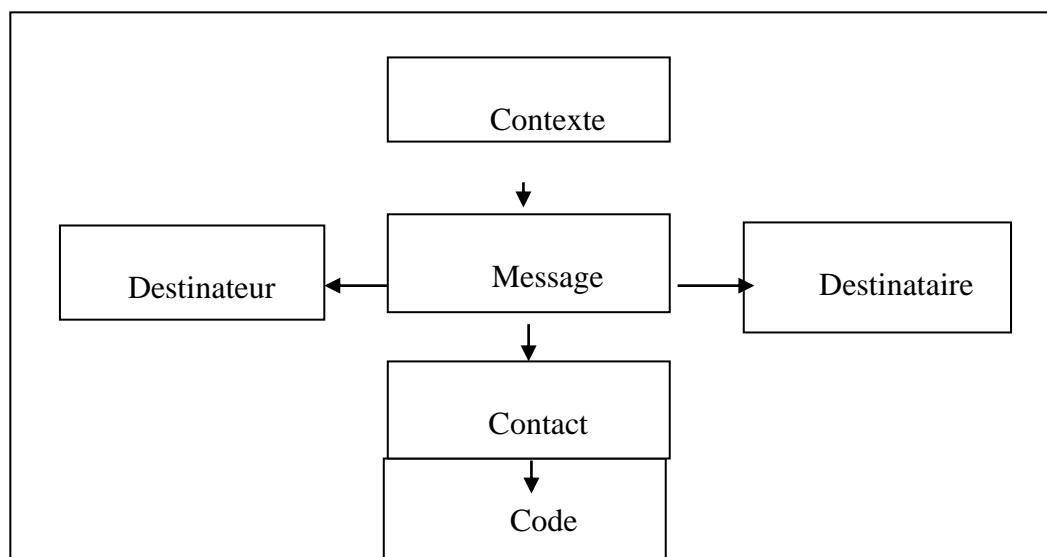 Contexte
Destinateur
Message
Destinataire
Contact
Code